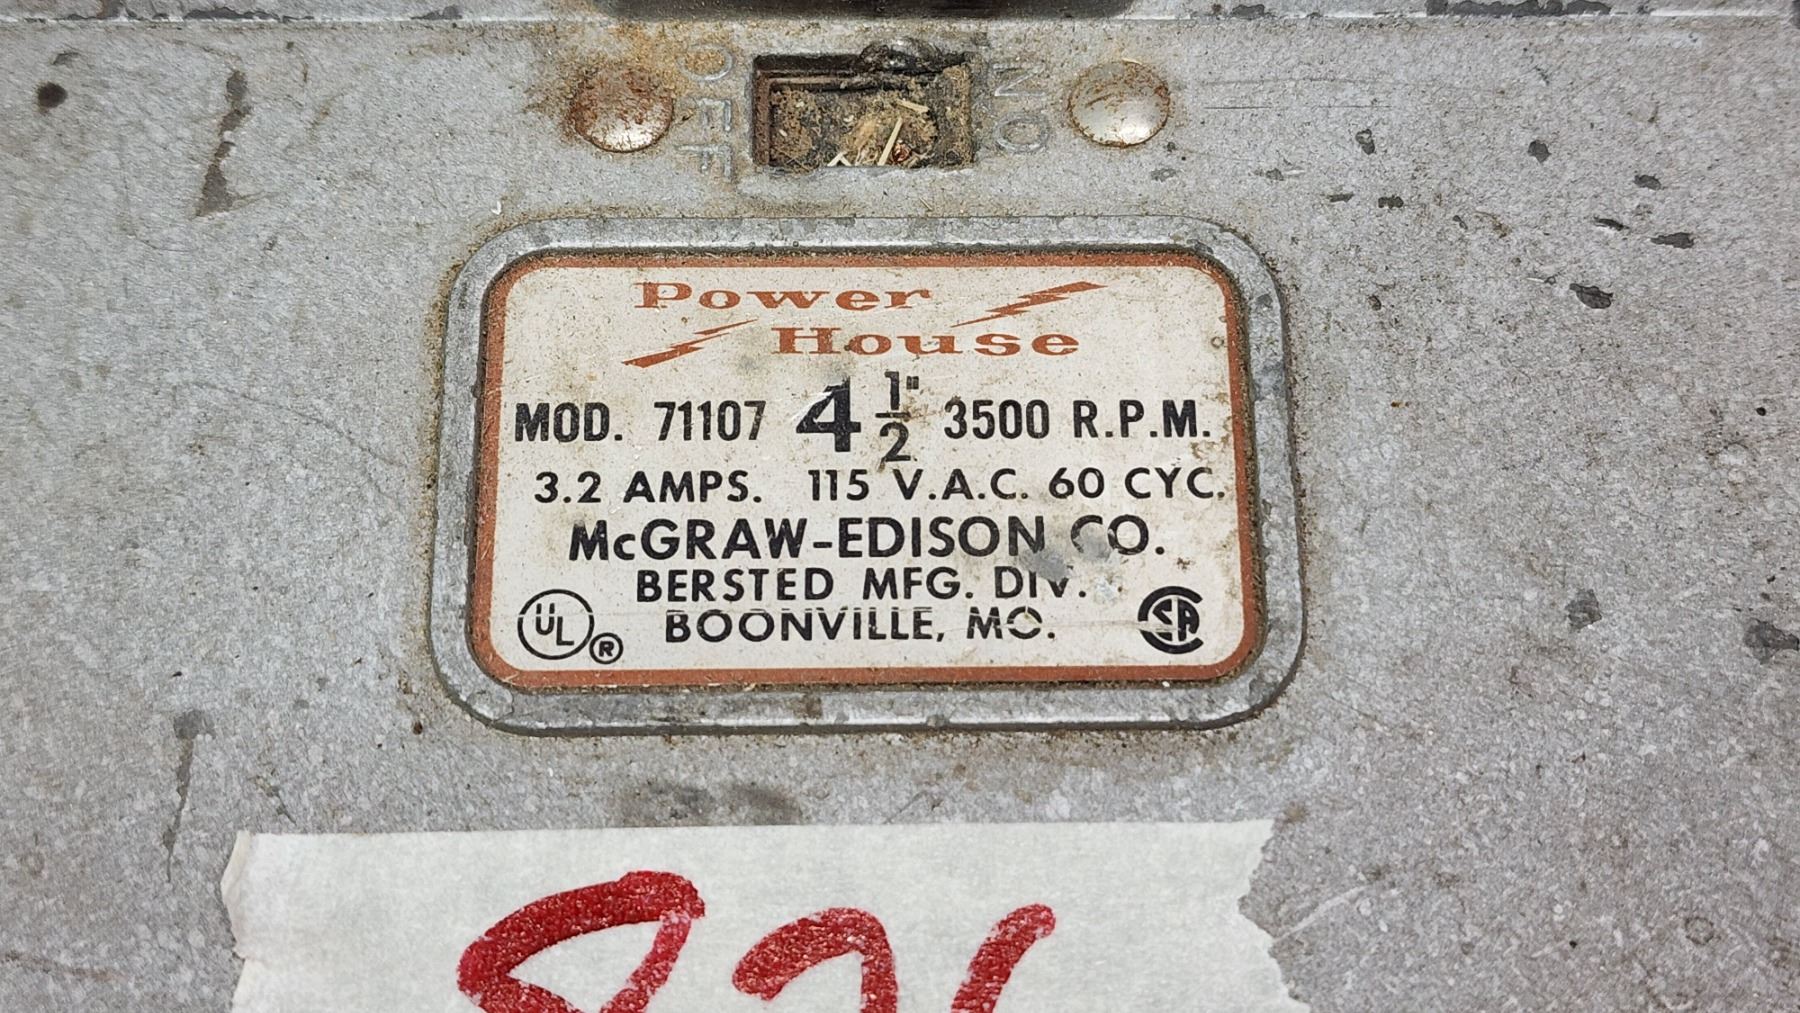 OFF
ON
Power
House
MOD. 71107 4 1/2" 3500 R.P.M.
3.2 AMPS. 115 V.A.C. 60 CYC.
McGRAW-EDISON CO.
BERSTED MFG. DIV.
BOONVILLE, MO.
UL ®
CSA